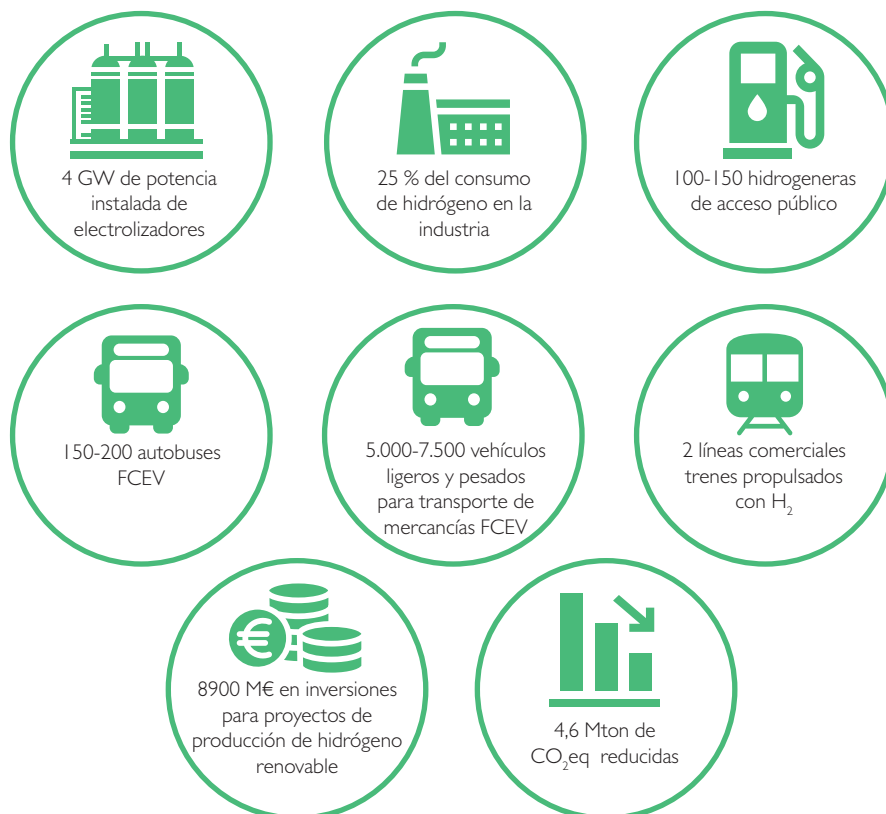 4 GW de potencia
instalada de
electrolizadores
25 % del consumo
de hidrógeno en la
industria
100-150 hidrogeneras
de acceso público
150-200 autobuses
FCEV
5.000-7.500 vehículos
ligeros y pesados
para transporte de
mercancías FCEV
2 líneas comerciales
trenes propulsados
con H₂
€
8900 M€ en inversiones
para proyectos de
producción de hidrógeno
renovable
4,6 Mton de
CO₂eq reducidas